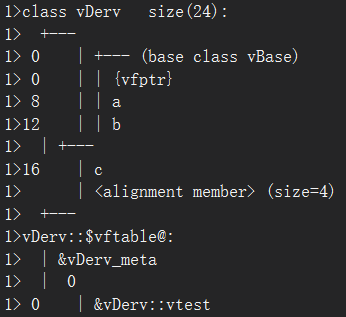 1>class vDerv   size(24):
1>   +---
1> 0      | +--- (base class vBase)
1> 0      | | {vfptr}
1> 8      | | a
1>12      | | b
1>   | +---
1>16      | c
1>        | <alignment member> (size=4)
1>   +---
1>vDerv::$vftable@:
1>   | &vDerv_meta
1>   |  0
1> 0      | &vDerv::vtest